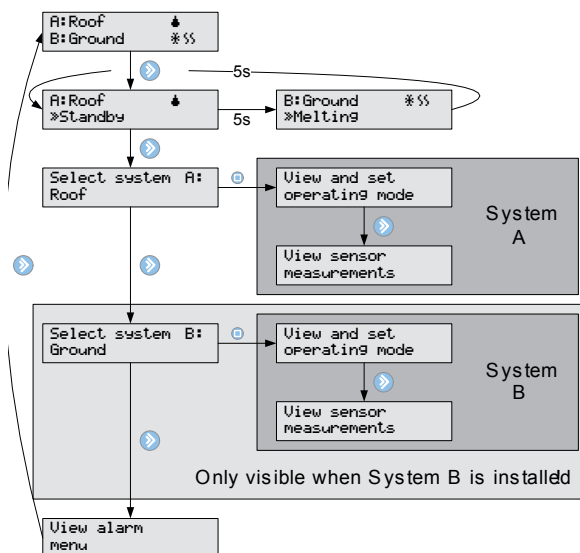 A:Roof
B:Ground
5s
A:Roof
»Standby
5s
B:Ground
»Melting
Select system A:
Roof
View and set
operating mode
View sensor
measurements
System
A
Select system B:
Ground
View and set
operating mode
View sensor
measurements
System
B
Only visible when System B is installed
View alarm
menu